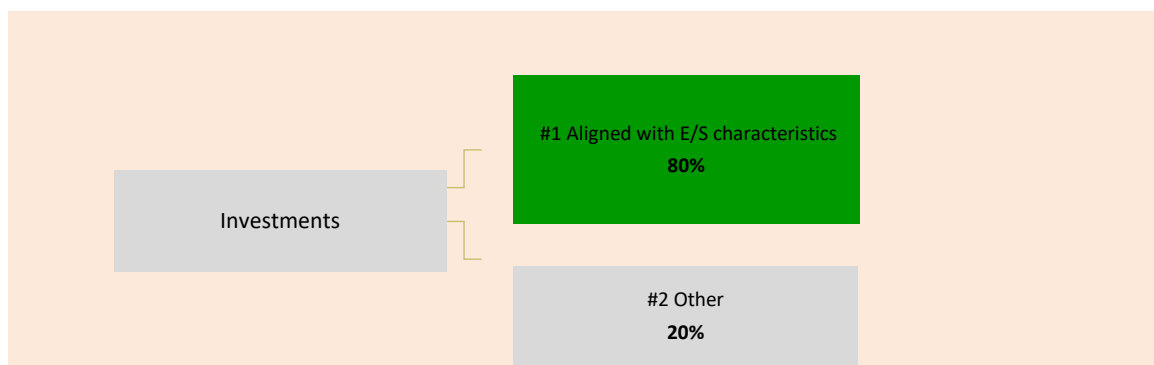 #1 Aligned with E/S characteristics
80%
Investments
#2 Other
20%